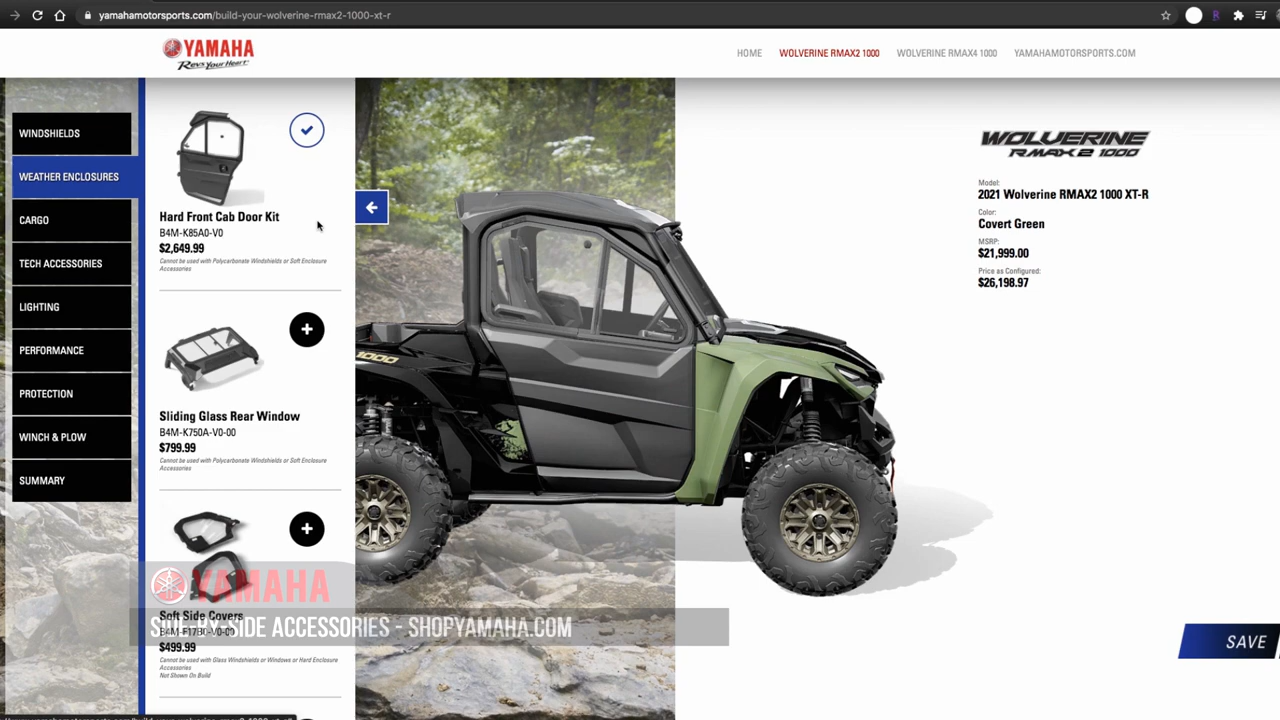 yamahamotorsports.com/build-your-wolverine-rmax2-1000-xt-r
YAMAHA
Revs Your Heart
HOME
WOLVERINE RMAX2 1000
WOLVERINE RMAX4 1000
YAMAHAMOTORSPORTS.COM
WINDSHIELDS
WEATHER ENCLOSURES
CARGO
TECH ACCESSORIES
LIGHTING
PERFORMANCE
PROTECTION
WINCH & PLOW
SUMMARY
Hard Front Cab Door Kit
B4M-K85A0-V0
$2,649.99
Cannot be used with Polycarbonate Windshields or Soft Enclosure
Accessories
Sliding Glass Rear Window
B4M-K750A-V0-00
$799.99
Cannot be used with Polycarbonate Windshields or Soft Enclosure
Accessories
Soft Side Covers
B4M-F17B0-V0-00
$499.99
Cannot be used with Glass Windshields or Windows or Hard Enclosure
Accessories
Not Shown On Build
1000
WOLVERINE
RMAX2 1000
Model:
2021 Wolverine RMAX2 1000 XT-R
Color:
Covert Green
MSRP:
$21,999.00
Price as Configured:
$26,198.97
SAVE
YAMAHA
SIDE-BY-SIDE ACCESSORIES - SHOPYAMAHA.COM